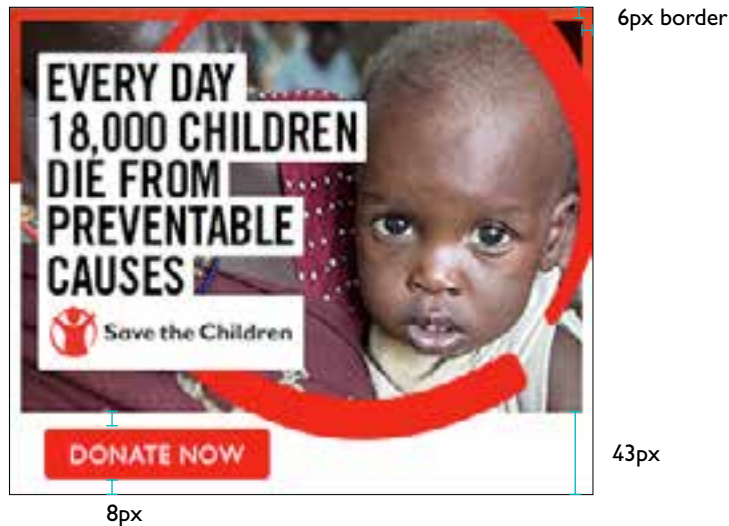 6px border
EVERY DAY
18,000 CHILDREN
DIE FROM
PREVENTABLE
CAUSES
Save the Children
DONATE NOW
43px
8px